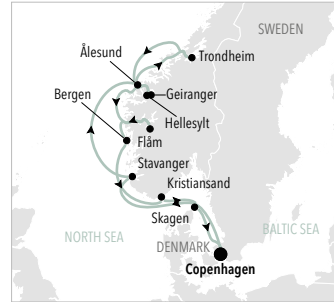 SWEDEN
Ålesund
Trondheim
Bergen
Geiranger
Hellesylt
Flåm
Stavanger
Kristiansand
Skagen
NORTH SEA
DENMARK
BALTIC SEA
Copenhagen